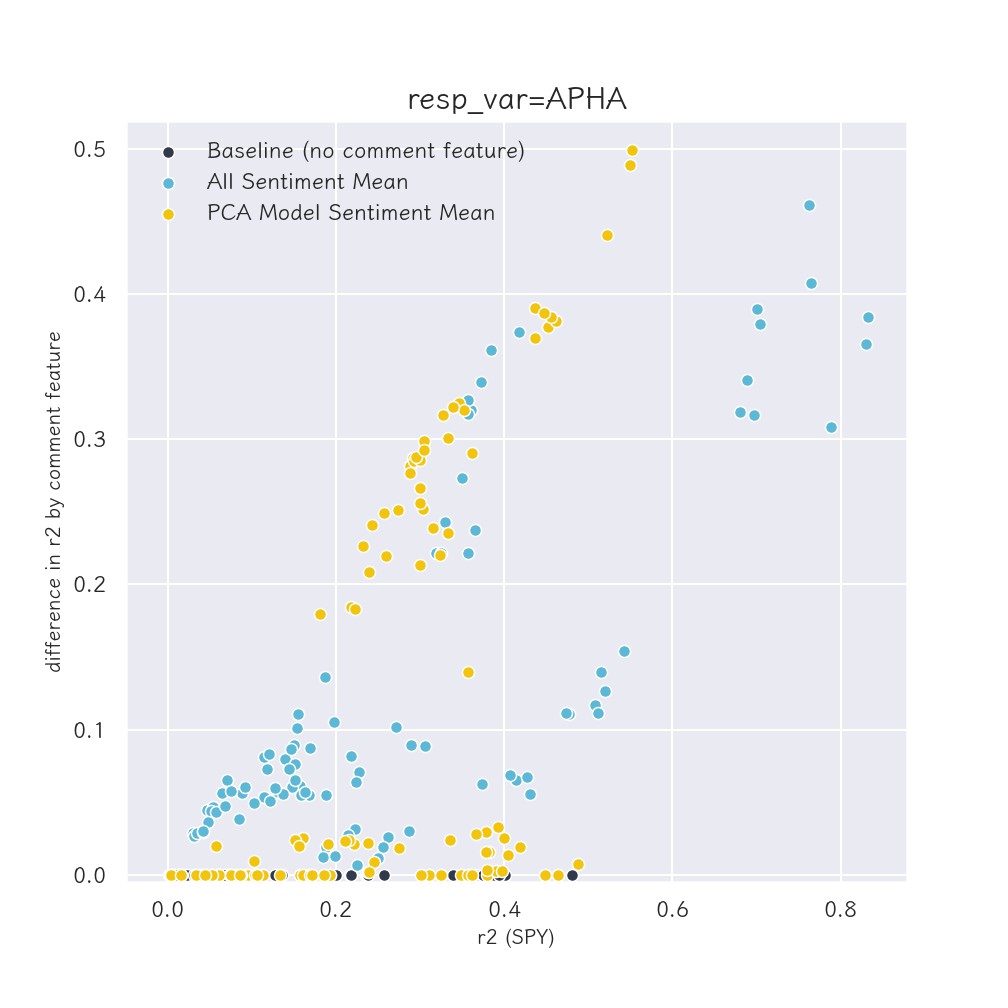 resp_var=APHA
Baseline (no comment feature)
All Sentiment Mean
PCA Model Sentiment Mean
difference in r2 by comment feature
0.5
0.4
0.3
0.2
0.1
0.0
0.0 0.2 0.4 0.6 0.8
r2 (SPY)